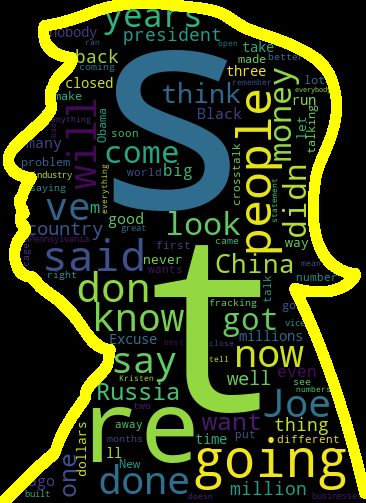 years
nobody
president
ran
open
back
take
coming
made
better
closed
three
remember
S
think
make
lot
everybody
run
money
let
talking
anything
Obama
soon
Black
many
will
come
crosstalk
people
didn
problem
world
big
industry
everything
saying
ve
m
good
look
statement
country
great
first
came
way
Pennsylvania
said
never
China
mean
right
wants
talk
number
don
t
fracking
go
know
got
millions
vice
Excuse
best
close
now
say
tell
well
even
see
Kristen
Russia
numbers
two
want
Joe
re
away
thing
ll
time
put
different
dollars
months
New
going
one
ago
done
million
built
doesn
businesses